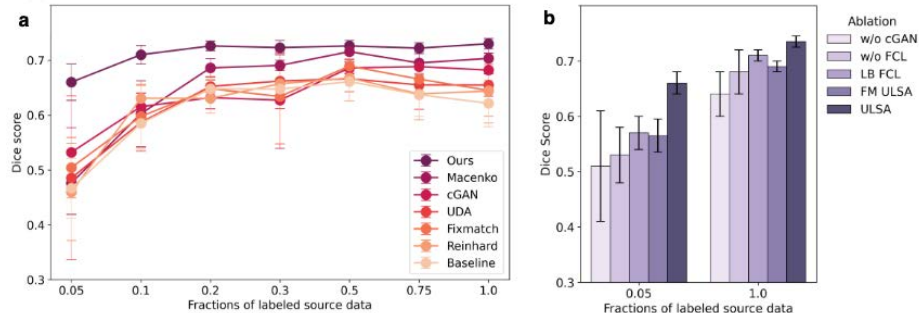 a
Dice score
0.7
0.6
0.5
0.4
0.3
0.05
0.1
0.2
0.3
0.5
0.75
1.0
Fractions of labeled source data
Ours
Macenko
cGAN
UDA
Fixmatch
Reinhard
Baseline
b
Dice Score
0.7
0.6
0.5
0.4
0.3
0.05
1.0
Fractions of labeled source data
Ablation
w/o cGAN
w/o FCL
LB FCL
FM ULSA
ULSA